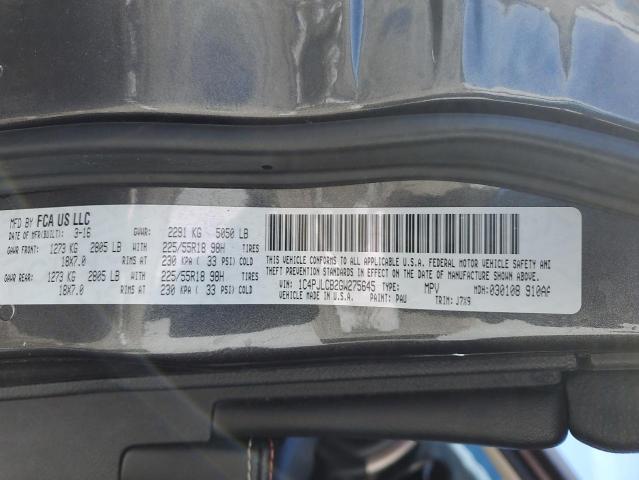 MFD BY FCA US LLC
DATE OF MFR(BUILT): 3-16 GVWR: 2291 KG 5050 LB
GAWR FRONT: 1273 KG 2805 LB WITH 225/55R18 98H TIRES
18X7.0 RIMS AT 230 KPA ( 33 PSI) COLD
GAWR REAR: 1273 KG 2805 LB WITH 225/55R18 98H TIRES
18X7.0 RIMS AT 230 KPA ( 33 PSI) COLD
THIS VEHICLE CONFORMS TO ALL APPLICABLE U.S.A. FEDERAL MOTOR VEHICLE SAFETY AND
THEFT PREVENTION STANDARDS IN EFFECT ON THE DATE OF MANUFACTURE SHOWN ABOVE.
VIN: 1C4PJLCB2GW275645 TYPE: MPV MDH:030108 910AA
VEHICLE MADE IN U.S.A. PAINT: PAU TRIM: J7X9